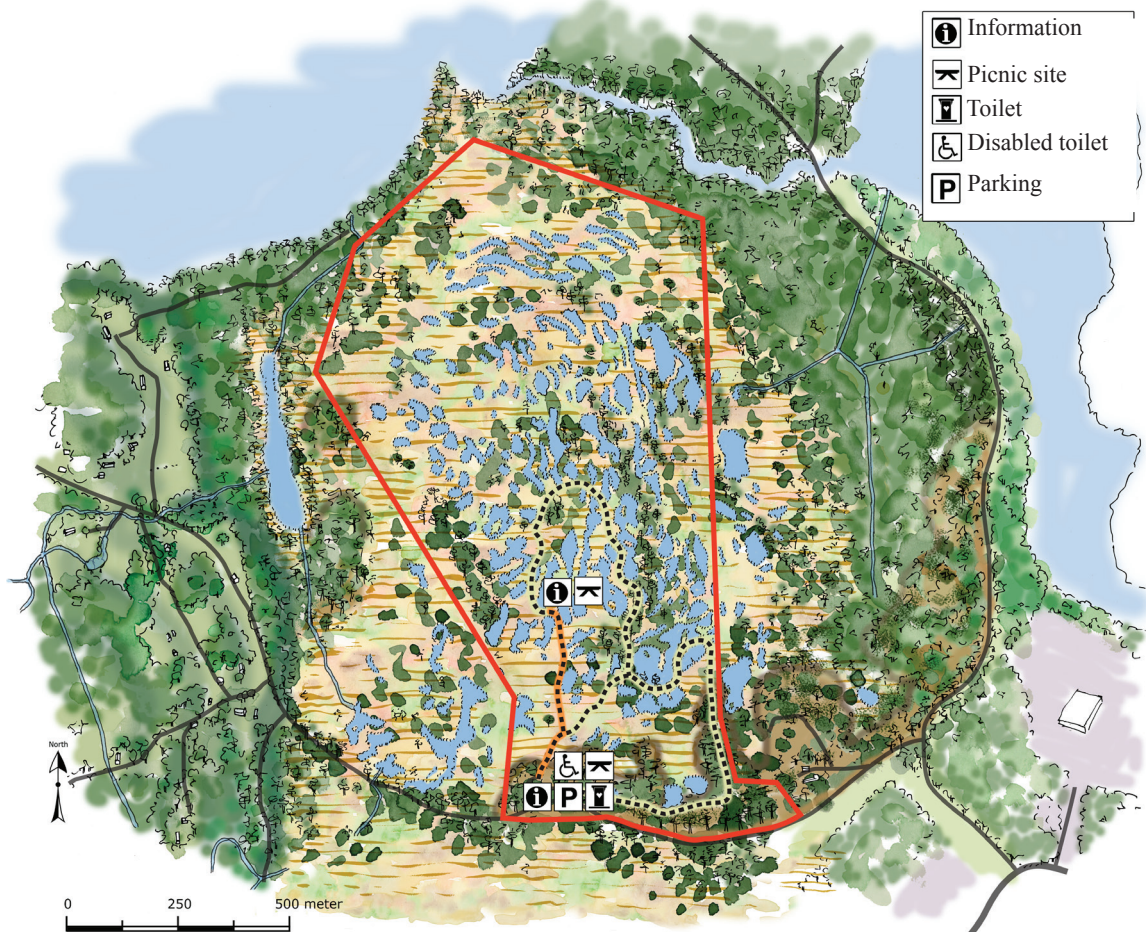 Information
Picnic site
Toilet
Disabled toilet
P Parking
P
North
0 250 500 meter